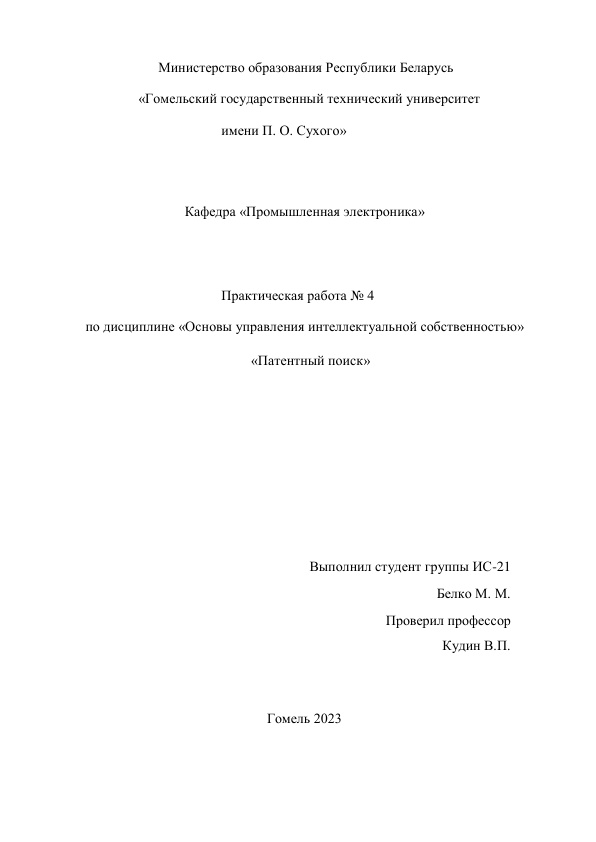 Министерство образования Республики Беларусь
«Гомельский государственный технический университет
имени П. О. Сухого»
Кафедра «Промышленная электроника»
Практическая работа № 4
по дисциплине «Основы управления интеллектуальной собственностью»
«Патентный поиск»
Выполнил студент группы ИС-21
Белко М. М.
Проверил профессор
Кудин В.П.
Гомель 2023